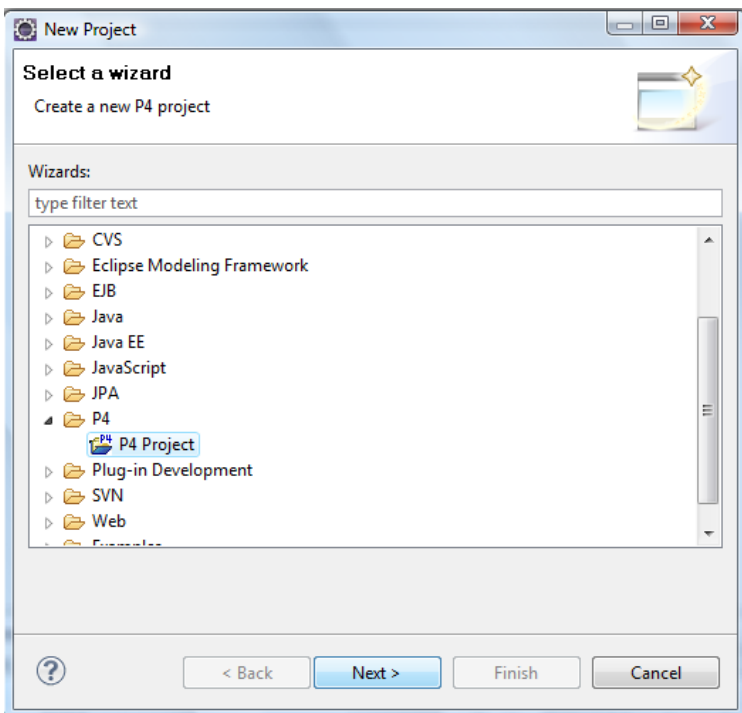 New Project
Select a wizard
Create a new P4 project
Wizards:
type filter text
CVS
Eclipse Modeling Framework
EJB
Java
Java EE
JavaScript
JPA
P4
P4 Project
Plug-in Development
SVN
Web
Examples
?
< Back Next > Finish Cancel